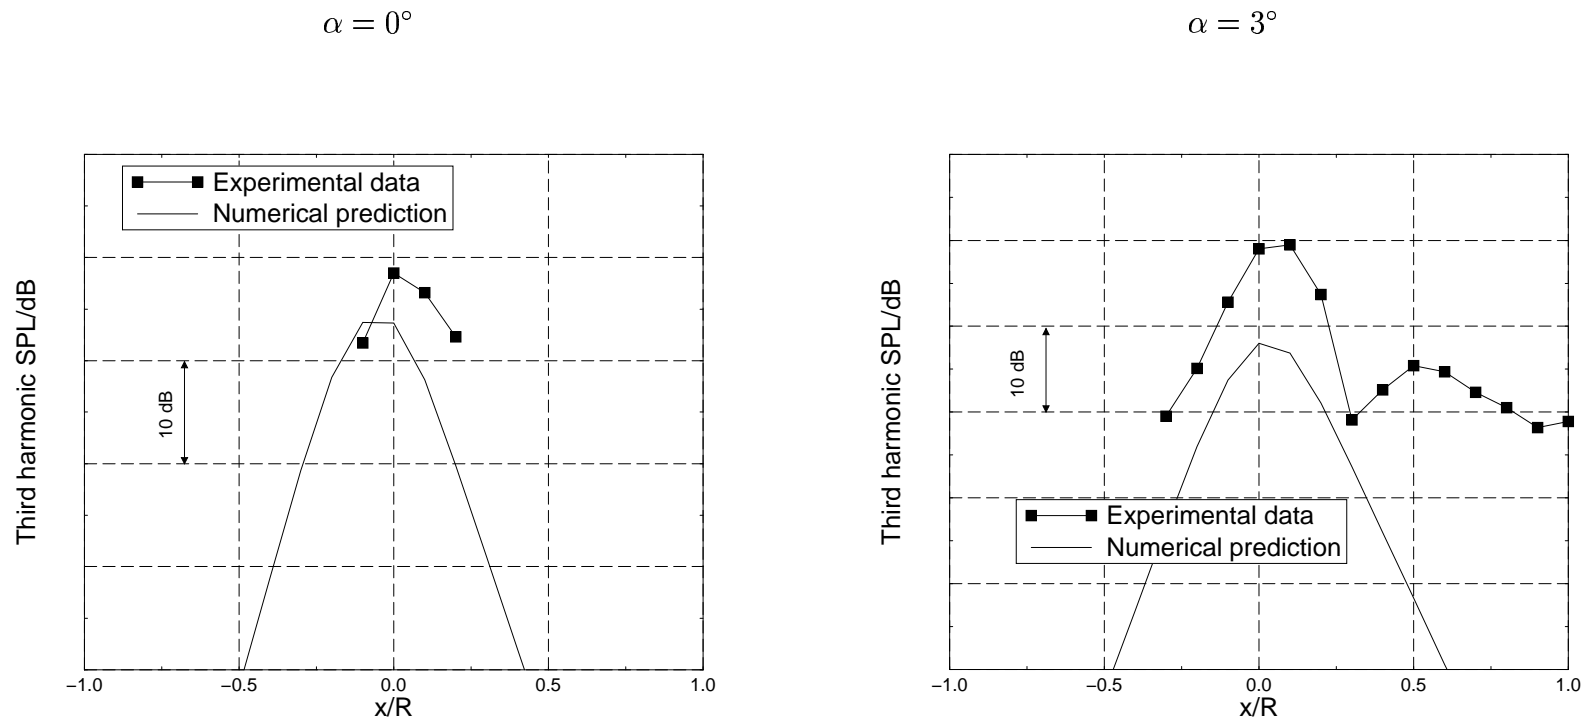 α = 0°
Experimental data
Numerical prediction
Third harmonic SPL/dB
10 dB
−1.0 −0.5 0.0 0.5 1.0
x/R
α = 3°
Third harmonic SPL/dB
10 dB
Experimental data
Numerical prediction
−1.0 −0.5 0.0 0.5 1.0
x/R